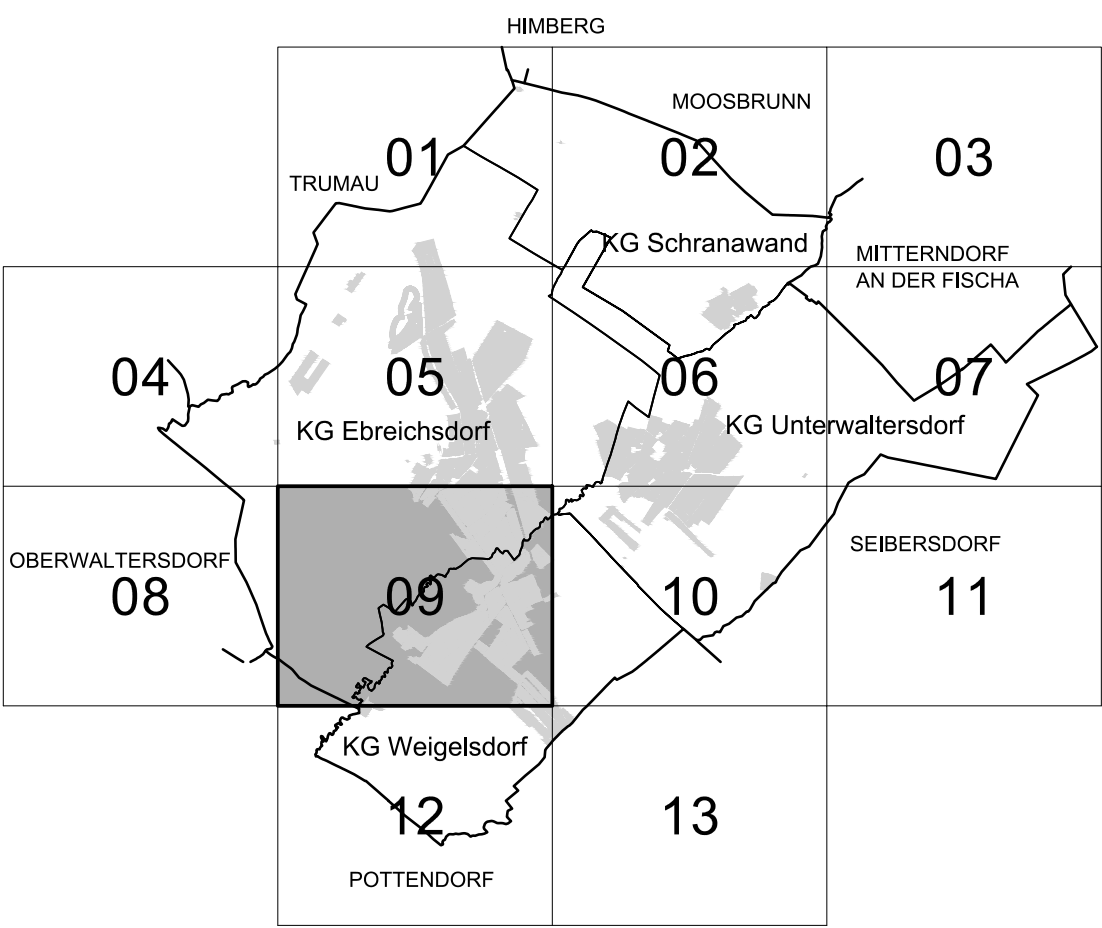 HIMBERG
MOOSBRUNN
01
02
03
TRUMAU
KG Schranawand
MITTERNDORF
AN DER FISCHA
04
05
06
07
KG Ebreichsdorf
KG Unterwaltersdorf
OBERWALTERSDORF
SEIBERSDORF
08
09
10
11
KG Weigelsdorf
12
13
POTTENDORF